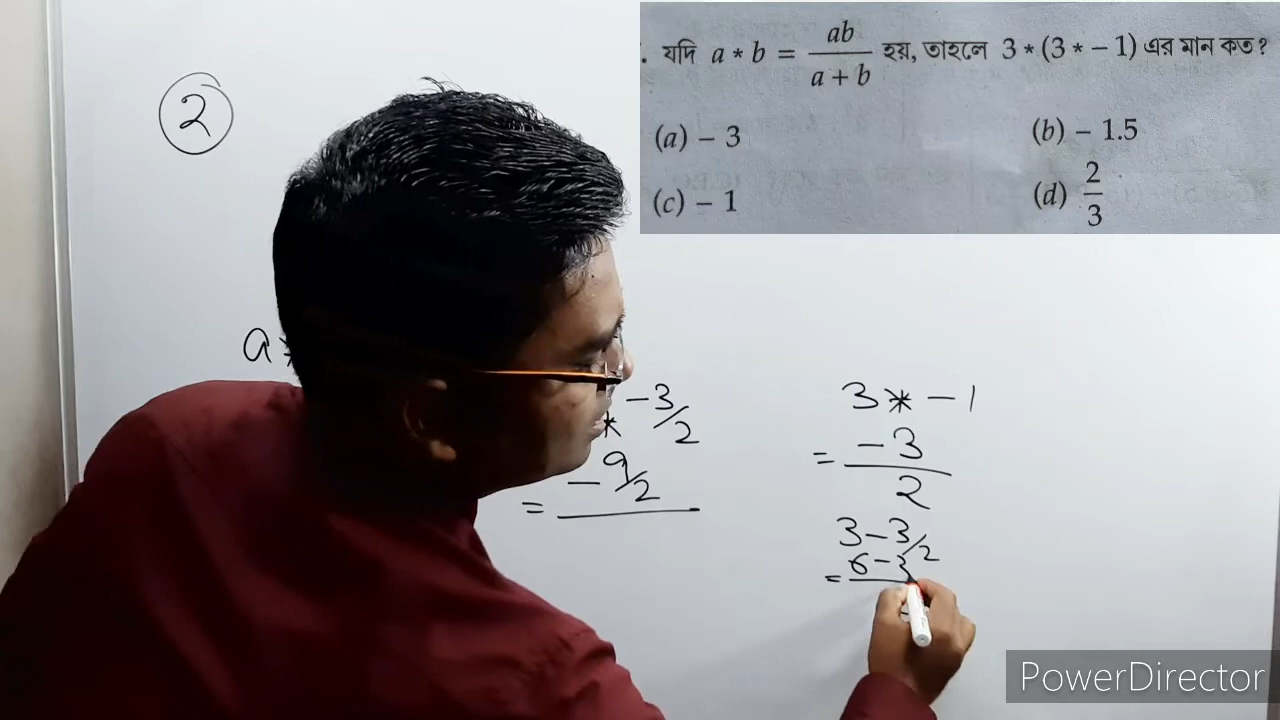 . যদি a * b = ab / a + b হয়, তাহলে 3 * (3 * – 1) এর মান কত?
(a) – 3 (b) – 1.5
(c) – 1 (d) 2/3
2
a
* -3/2
= -9/2
3 * -1
= -3 / 2
3 - 3/2
= 6 - 3
PowerDirector